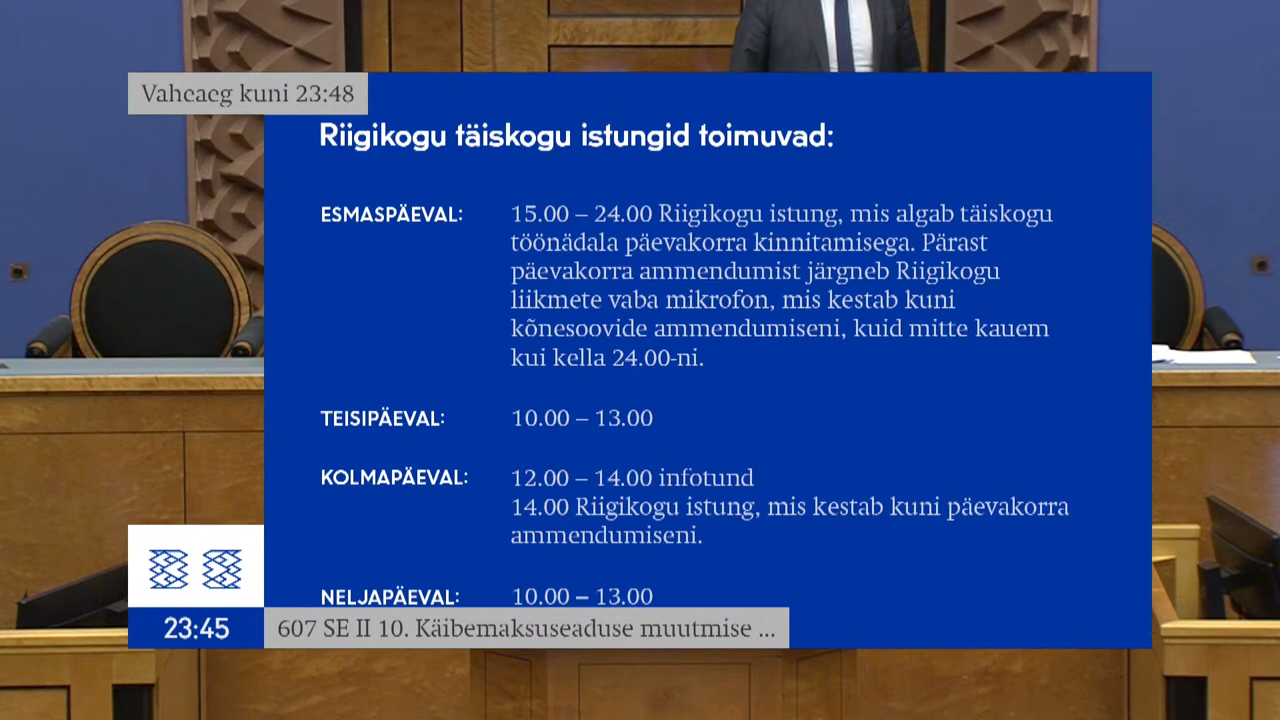 Vaheaeg kuni 23:48
Riigikogu täiskogu istungid toimuvad:
ESMASPÄEVAL:
15.00 – 24.00 Riigikogu istung, mis algab täiskogu
töönädala päevakorra kinnitamisega. Pärast
päevakorra ammendumist järgneb Riigikogu
liikmete vaba mikrofon, mis kestab kuni
kõnesoovide ammendumiseni, kuid mitte kauem
kui kella 24.00-ni.
TEISIPÄEVAL:
10.00 – 13.00
KOLMAPÄEVAL:
12.00 – 14.00 infotund
14.00 Riigikogu istung, mis kestab kuni päevakorra
ammendumiseni.
NELJAPÄEVAL:
10.00 – 13.00
23:45
607 SE II 10. Käibemaksuseaduse muutmise ...